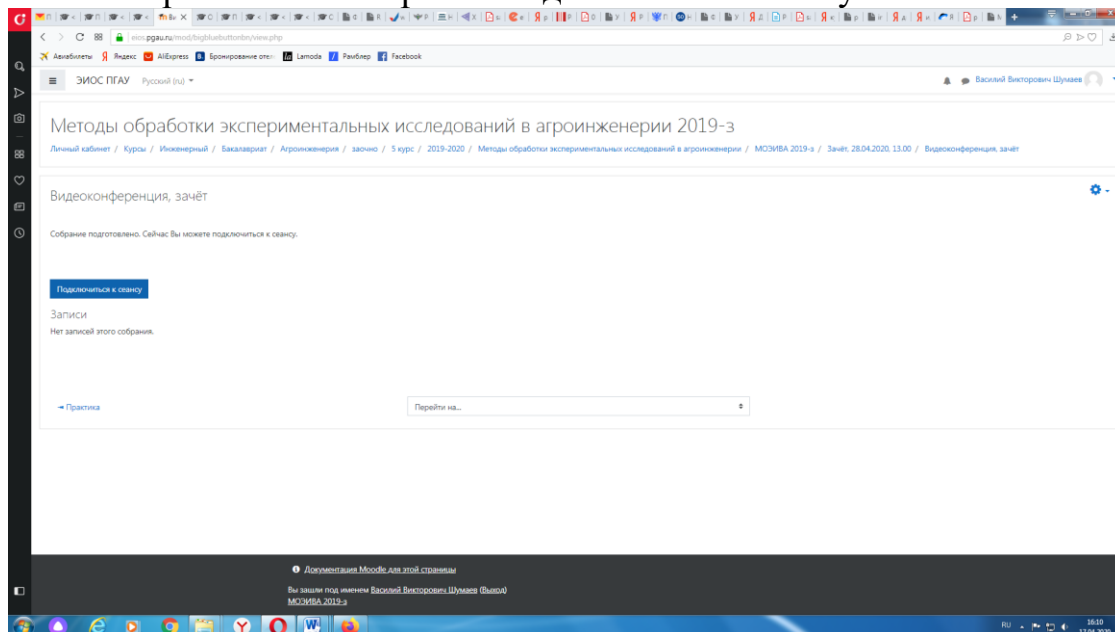 eios.pgau.ru/mod/bigbluebuttonbn/view.php
Авиабилеты Яндекс AliExpress Бронирование отел Lamoda Рамблер Facebook
ЭИОС ПГАУ Русский (ru) Василий Викторович Шумаев
Методы обработки экспериментальных исследований в агроинженерии 2019-з
Личный кабинет / Курсы / Инженерный / Бакалавриат / Агроинженерия / заочно / 5 курс / 2019-2020 / Методы обработки экспериментальных исследований в агроинженерии / МОЭИВА 2019-з / Зачёт, 28.04.2020, 13.00 / Видеоконференция, зачёт
Видеоконференция, зачёт
Собрание подготовлено. Сейчас Вы можете подключиться к сеансу.
Подключиться к сеансу
Записи
Нет записей этого собрания.
◄ Практика
Перейти на...
Документация Moodle для этой страницы
Вы зашли под именем Василий Викторович Шумаев (Выход)
МОЭИВА 2019-з
RU 16:10
17.04.2020